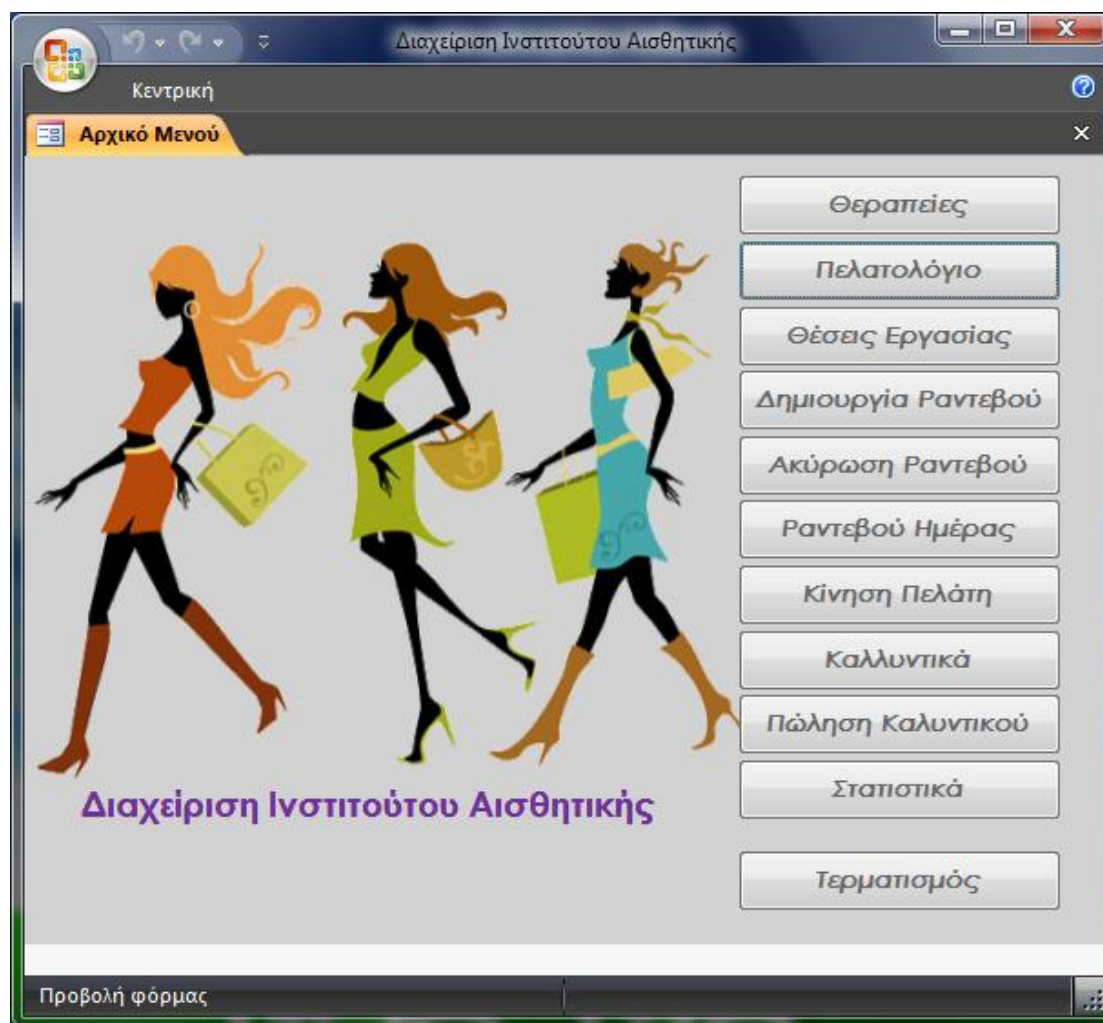 Διαχείριση Ινστιτούτου Αισθητικής
Κεντρική
Αρχικό Μενού
Θεραπείες
Πελατολόγιο
Θέσεις Εργασίας
Δημιουργία Ραντεβού
Ακύρωση Ραντεβού
Ραντεβού Ημέρας
Κίνηση Πελάτη
Καλλυντικά
Πώληση Καλυντικού
Στατιστικά
Διαχείριση Ινστιτούτου Αισθητικής
Τερματισμός
Προβολή φόρμας